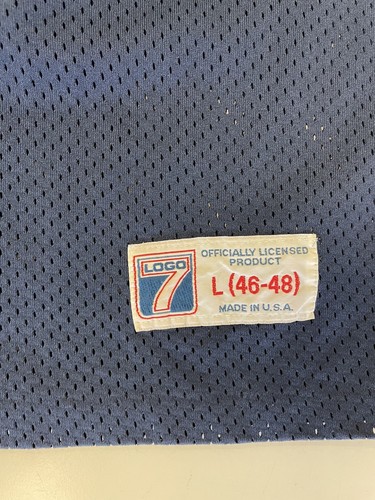 LOGO
7
OFFICIALLY LICENSED
PRODUCT
L (46-48)
MADE IN U.S.A.